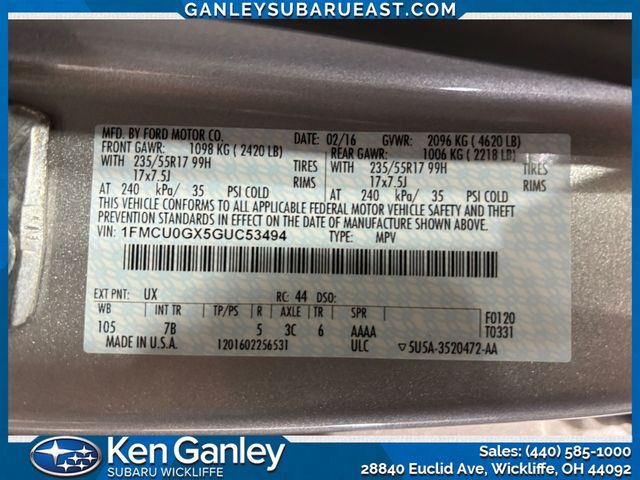 GANLEYSUBARUEAST.COM
MFD. BY FORD MOTOR CO. DATE: 02/16 GVWR: 2096 KG ( 4620 LB)
FRONT GAWR: 1098 KG ( 2420 LB) REAR GAWR: 1006 KG ( 2218 LB)
WITH 235/55R17 99H TIRES WITH 235/55R17 99H TIRES
17x7.5J RIMS 17x7.5J RIMS
AT 240 kPa/ 35 PSI COLD AT 240 kPa/ 35 PSI COLD
THIS VEHICLE CONFORMS TO ALL APPLICABLE FEDERAL MOTOR VEHICLE SAFETY AND THEFT
PREVENTION STANDARDS IN EFFECT ON THE DATE OF MANUFACTURE SHOWN ABOVE.
VIN: 1FMCU0GX5GUC53494 TYPE: MPV
EXT PNT: UX RC: 44 DSO:
WB INT TR TP/PS R AXLE TR SPR F0120
105 7B 5 3C 6 AAAA T0331
MADE IN U.S.A. 1201602256531 ULC ▽5U5A-3520472-AA
Ken Ganley
SUBARU WICKLIFFE
Sales: (440) 585-1000
28840 Euclid Ave, Wickliffe, OH 44092